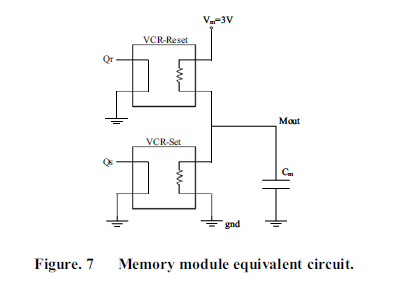 Vm=3V
VCR-Reset
Qr
Mout
VCR-Set
Qs
Cm
gnd
Figure. 7 Memory module equivalent circuit.